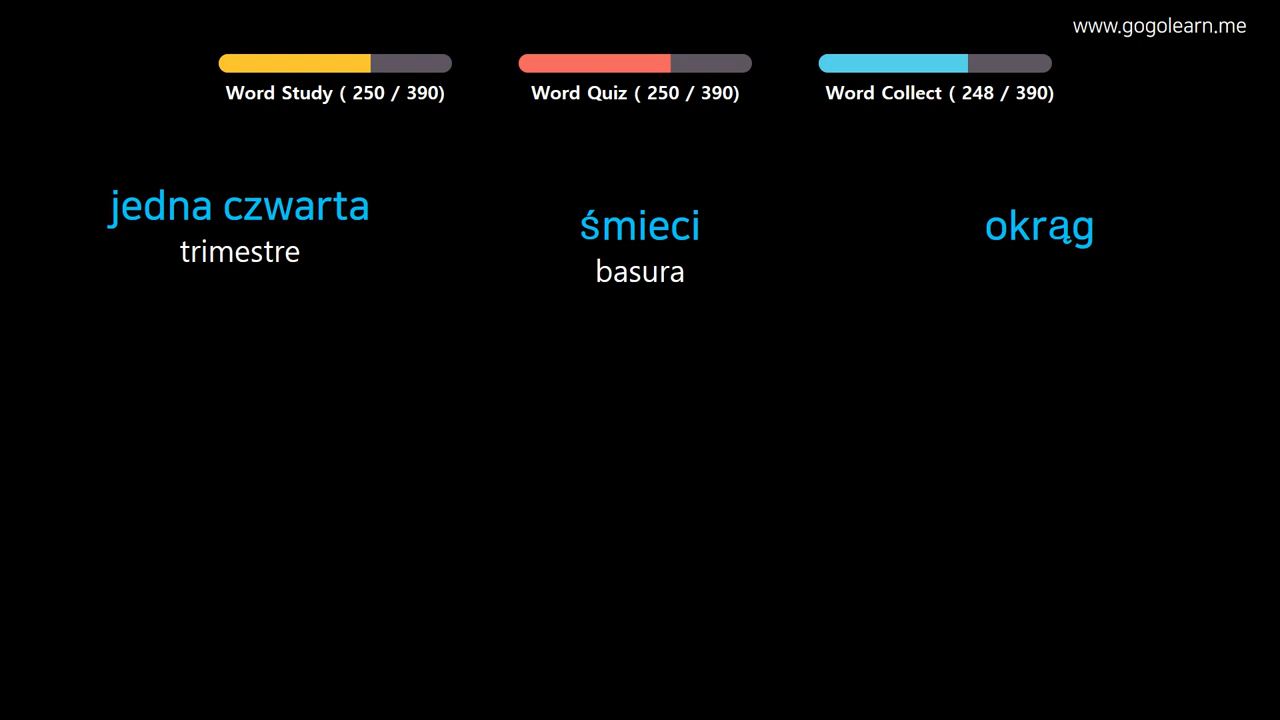 www.gogolearn.me
Word Study ( 250 / 390)
Word Quiz ( 250 / 390)
Word Collect ( 248 / 390)
jedna czwarta
trimestre
śmieci
basura
okrąg